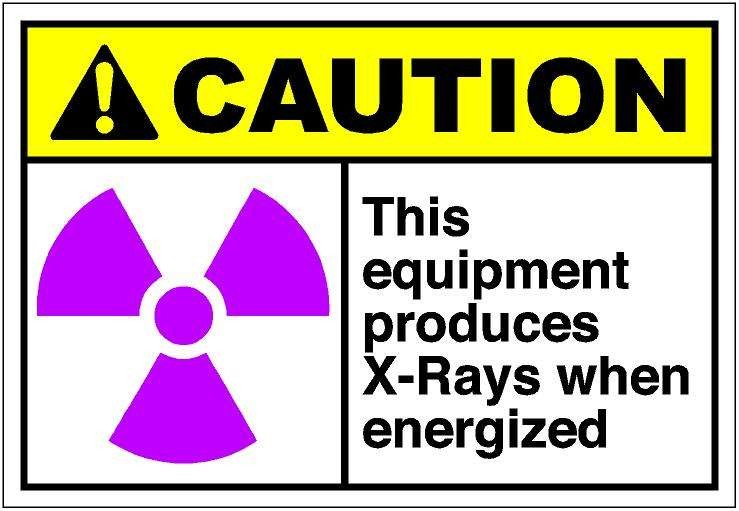 CAUTION
This
equipment
produces
X-Rays when
energized